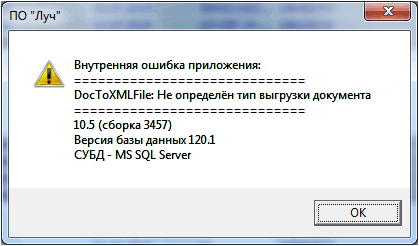 ПО "Луч"
Внутренняя ошибка приложения:
==============================
DocToXMLFile: Не определён тип выгрузки документа
==============================
10.5 (сборка 3457)
Версия базы данных 120.1
СУБД - MS SQL Server
OK